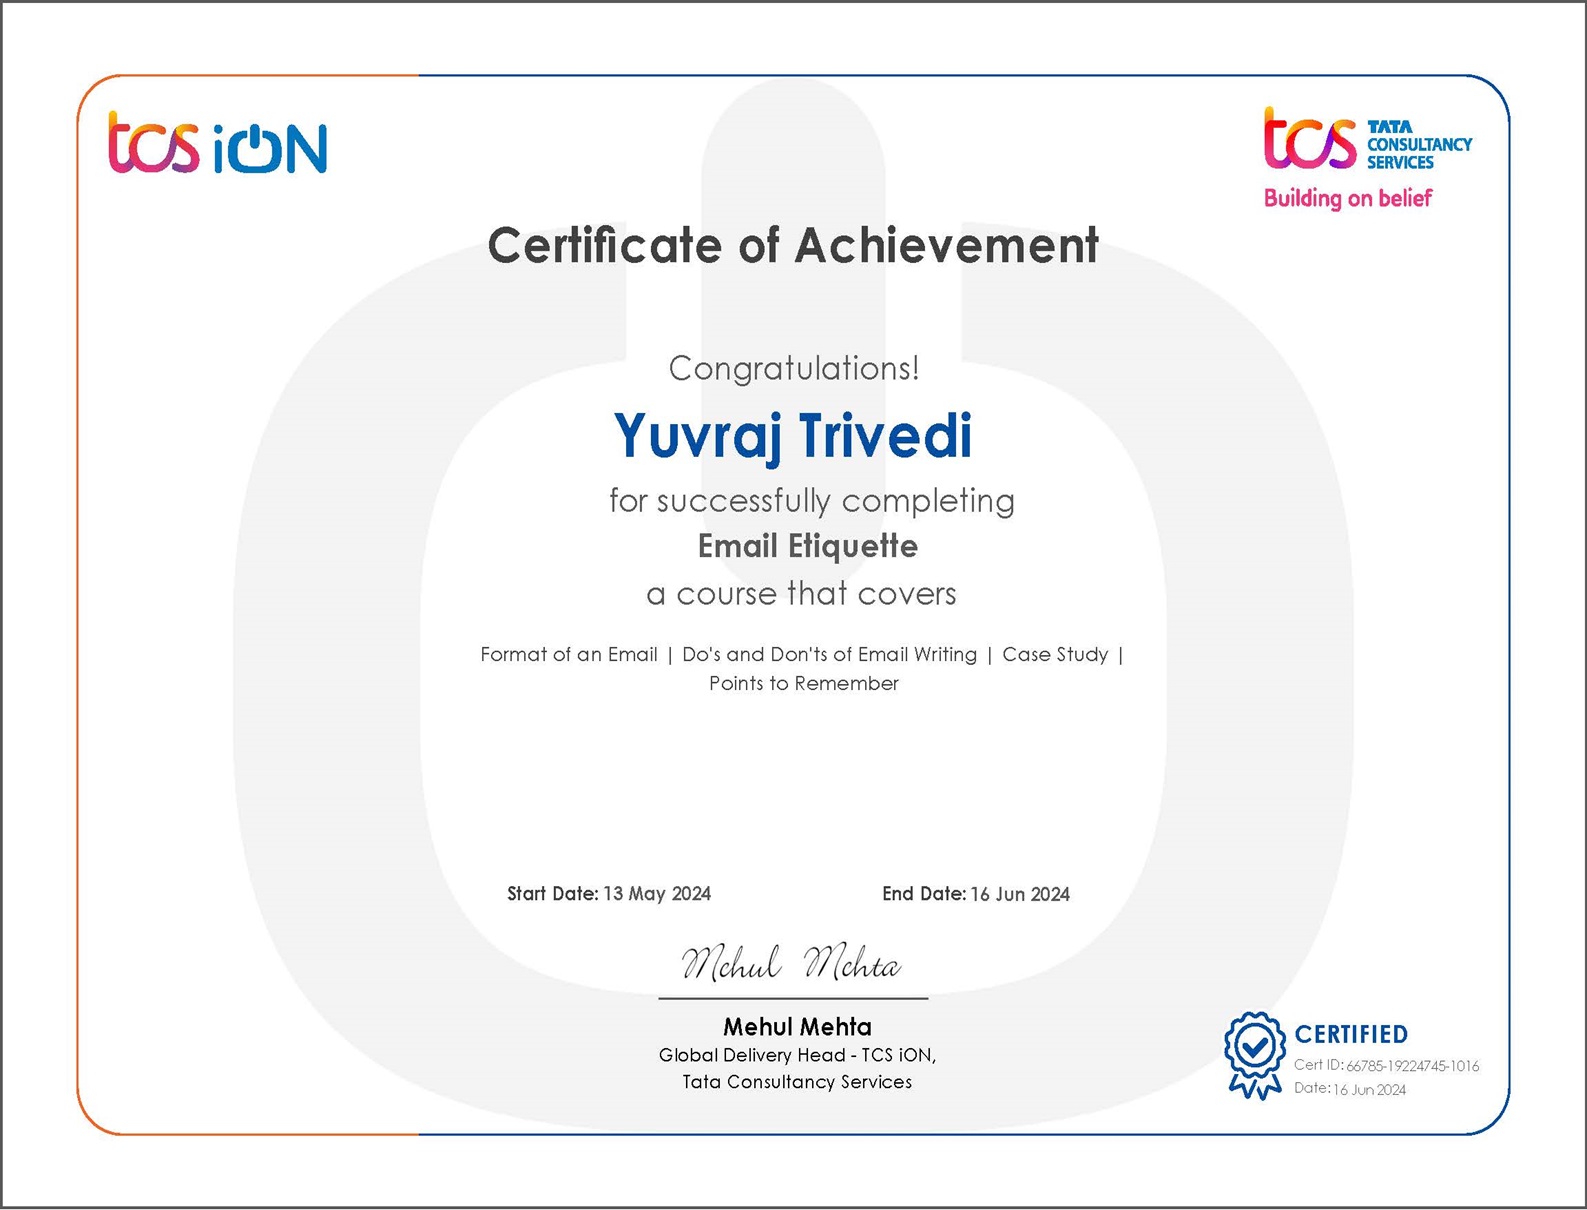 tcs iON
tcs TATA
CONSULTANCY
SERVICES
Building on belief
Certificate of Achievement
Congratulations!
Yuvraj Trivedi
for successfully completing
Email Etiquette
a course that covers
Format of an Email | Do's and Don'ts of Email Writing | Case Study |
Points to Remember
Start Date: 13 May 2024 End Date: 16 Jun 2024
Mehul Mehta
Mehul Mehta
Global Delivery Head - TCS iON,
Tata Consultancy Services
CERTIFIED
Cert ID: 66785-19224745-1016
Date: 16 Jun 2024